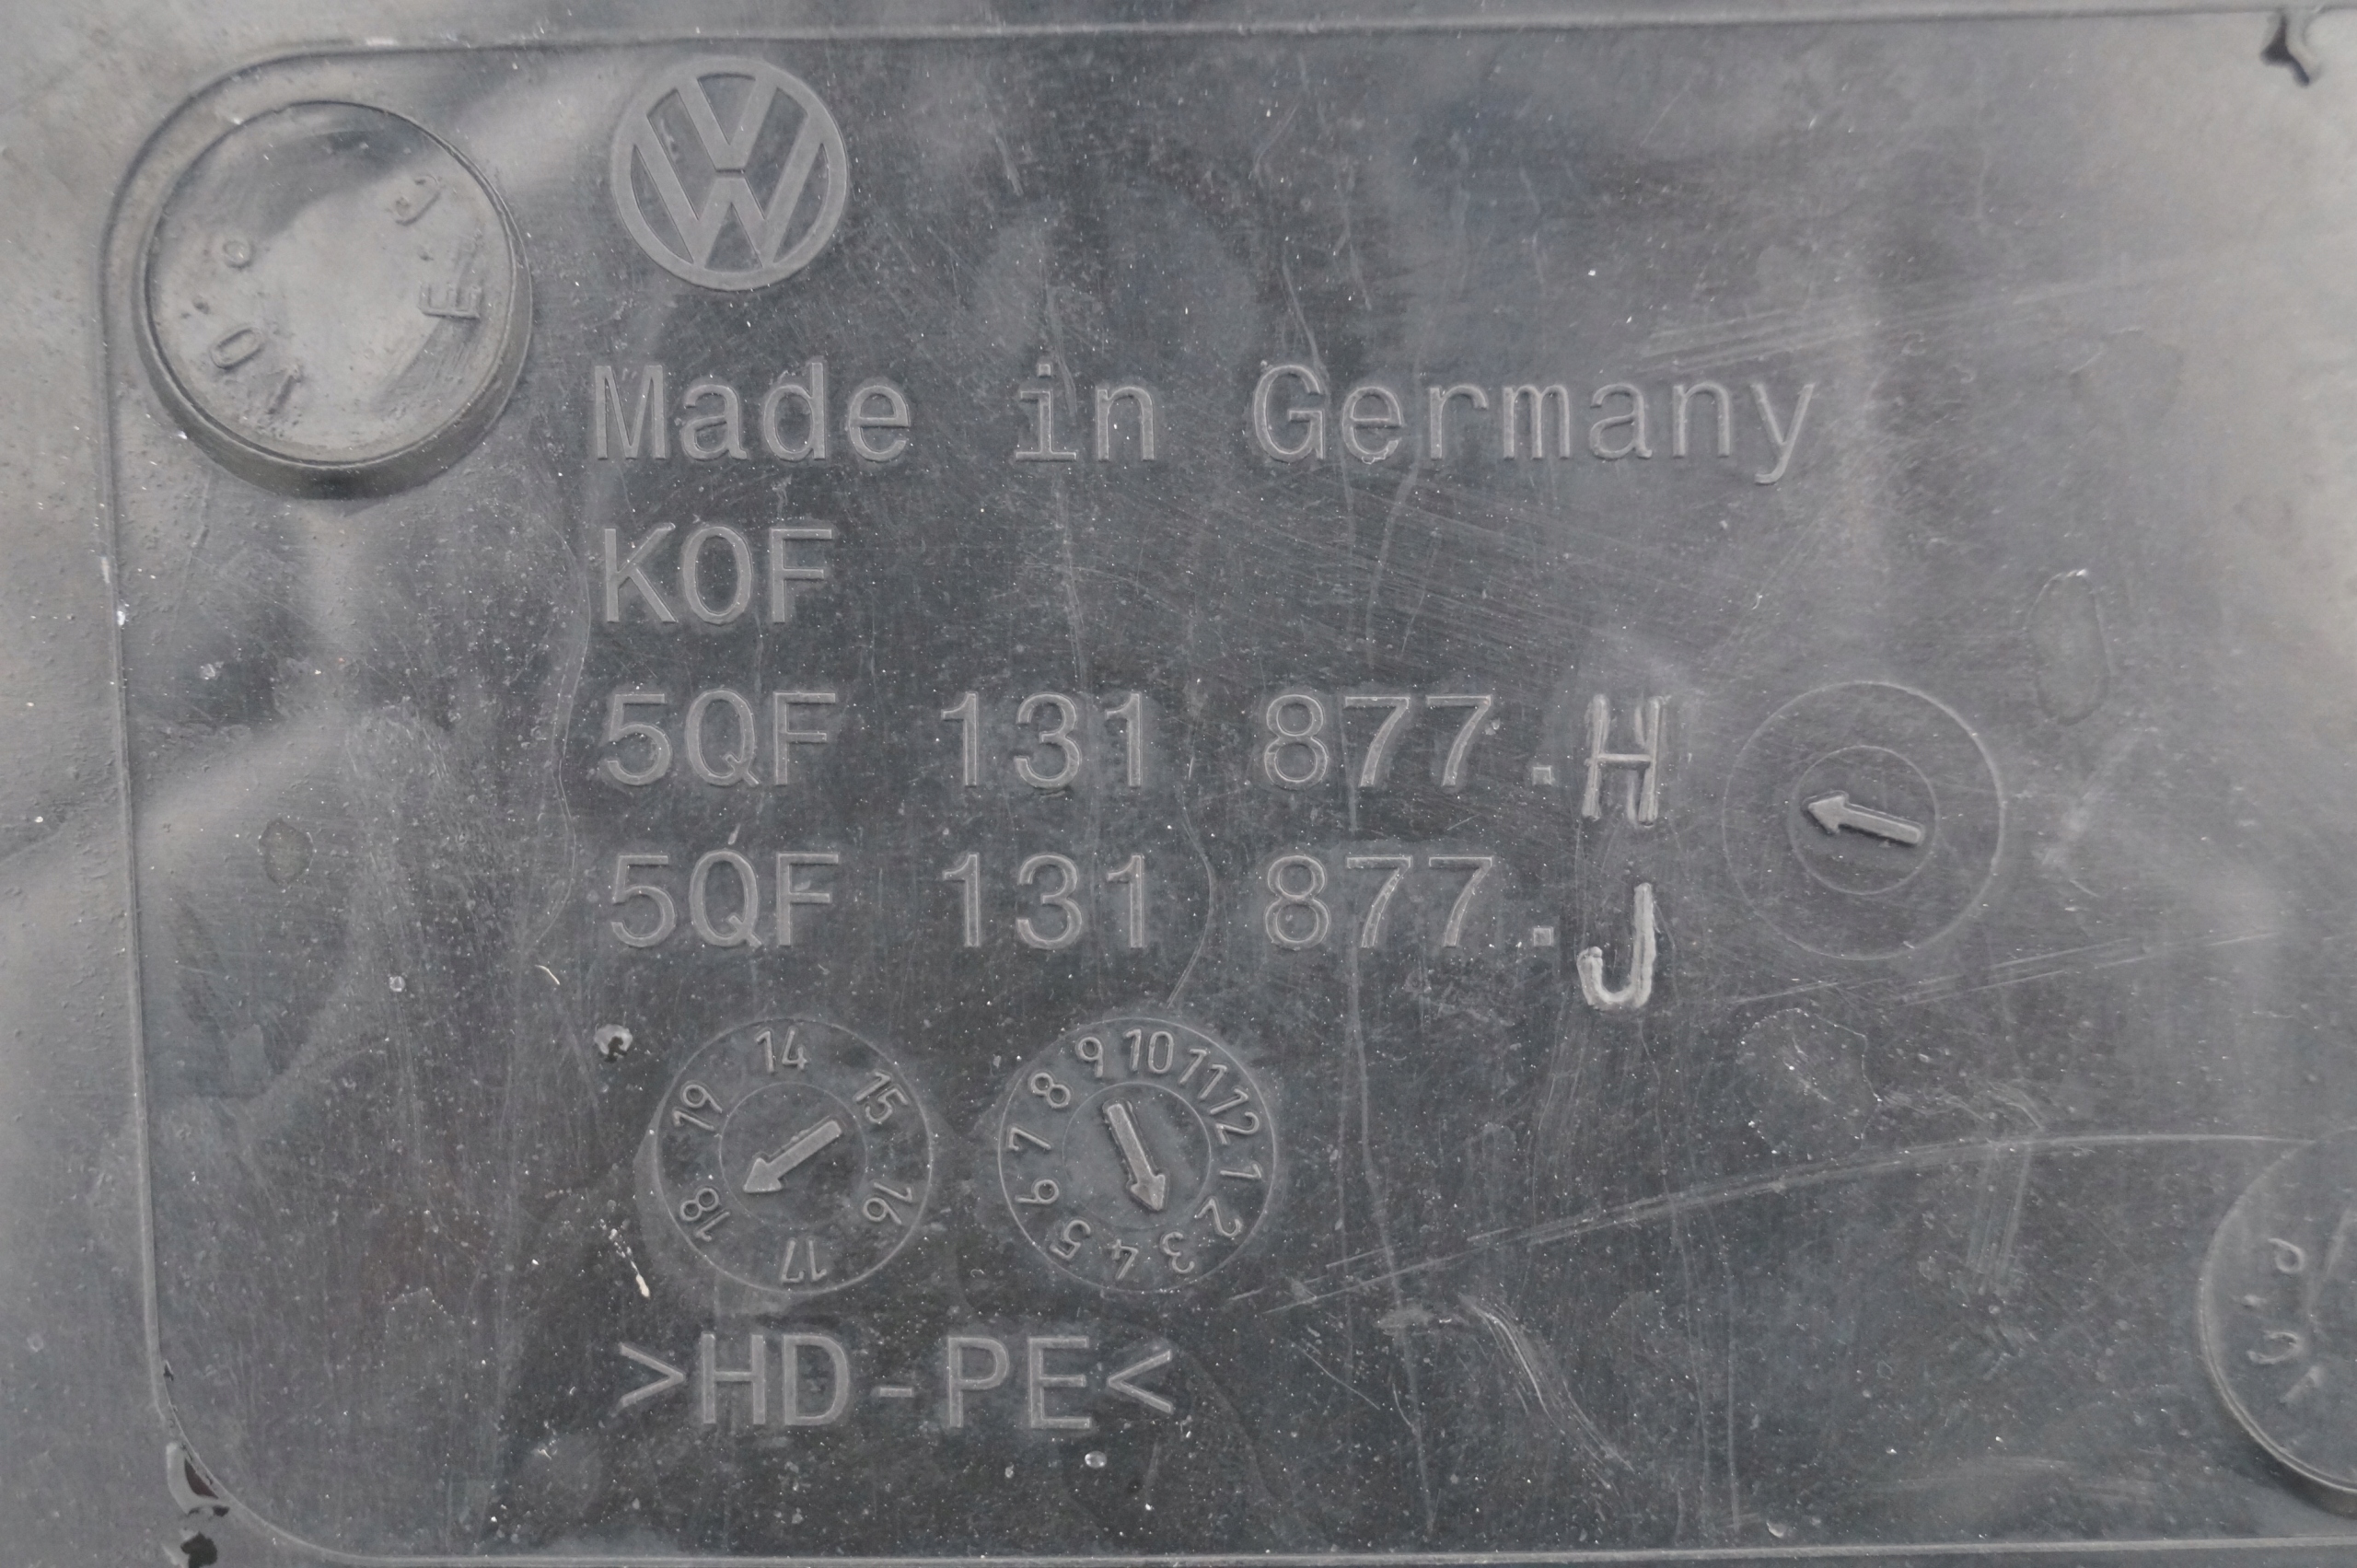 Made in Germany
KOF
5QF 131 877.H
5QF 131 877.J
14 15 16 17 18 19
1 2 3 4 5 6 7 8 9 10 11 12
>HD-PE<